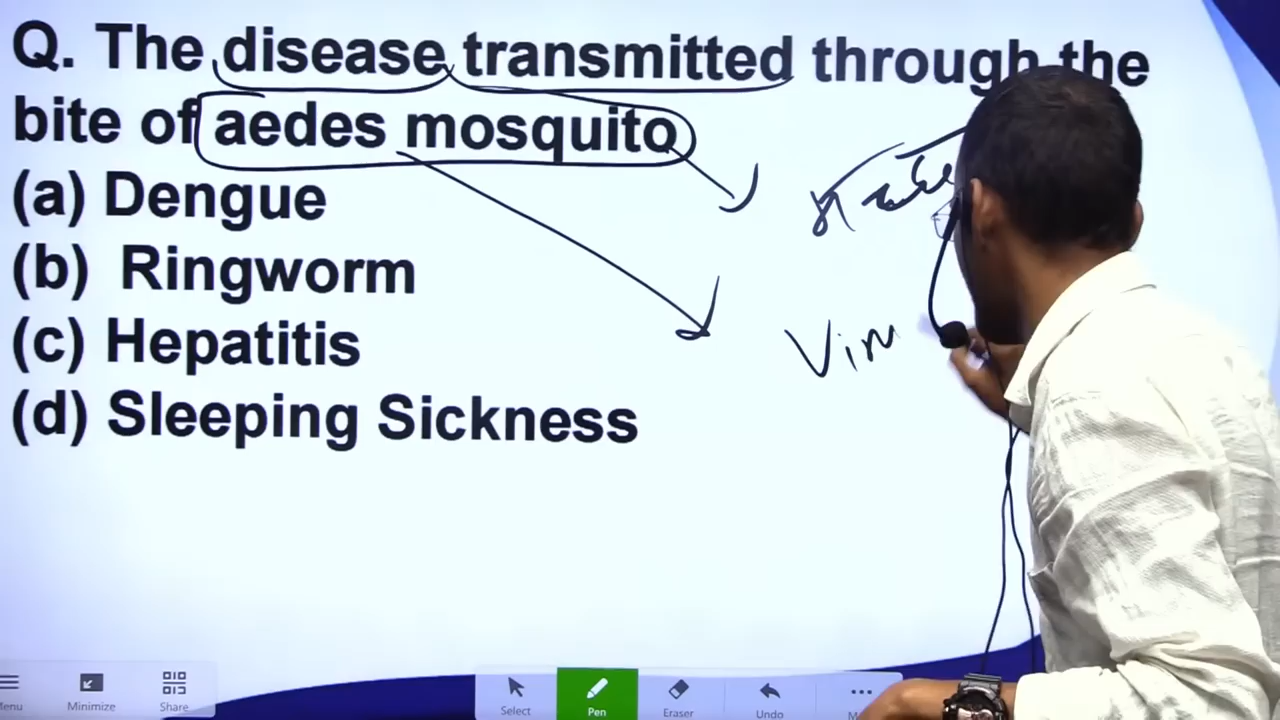 Q. The disease transmitted through the
bite of aedes mosquito
(a) Dengue
(b) Ringworm
(c) Hepatitis
(d) Sleeping Sickness
Viru
Minimize
Share
Select
Pen
Eraser
Undo